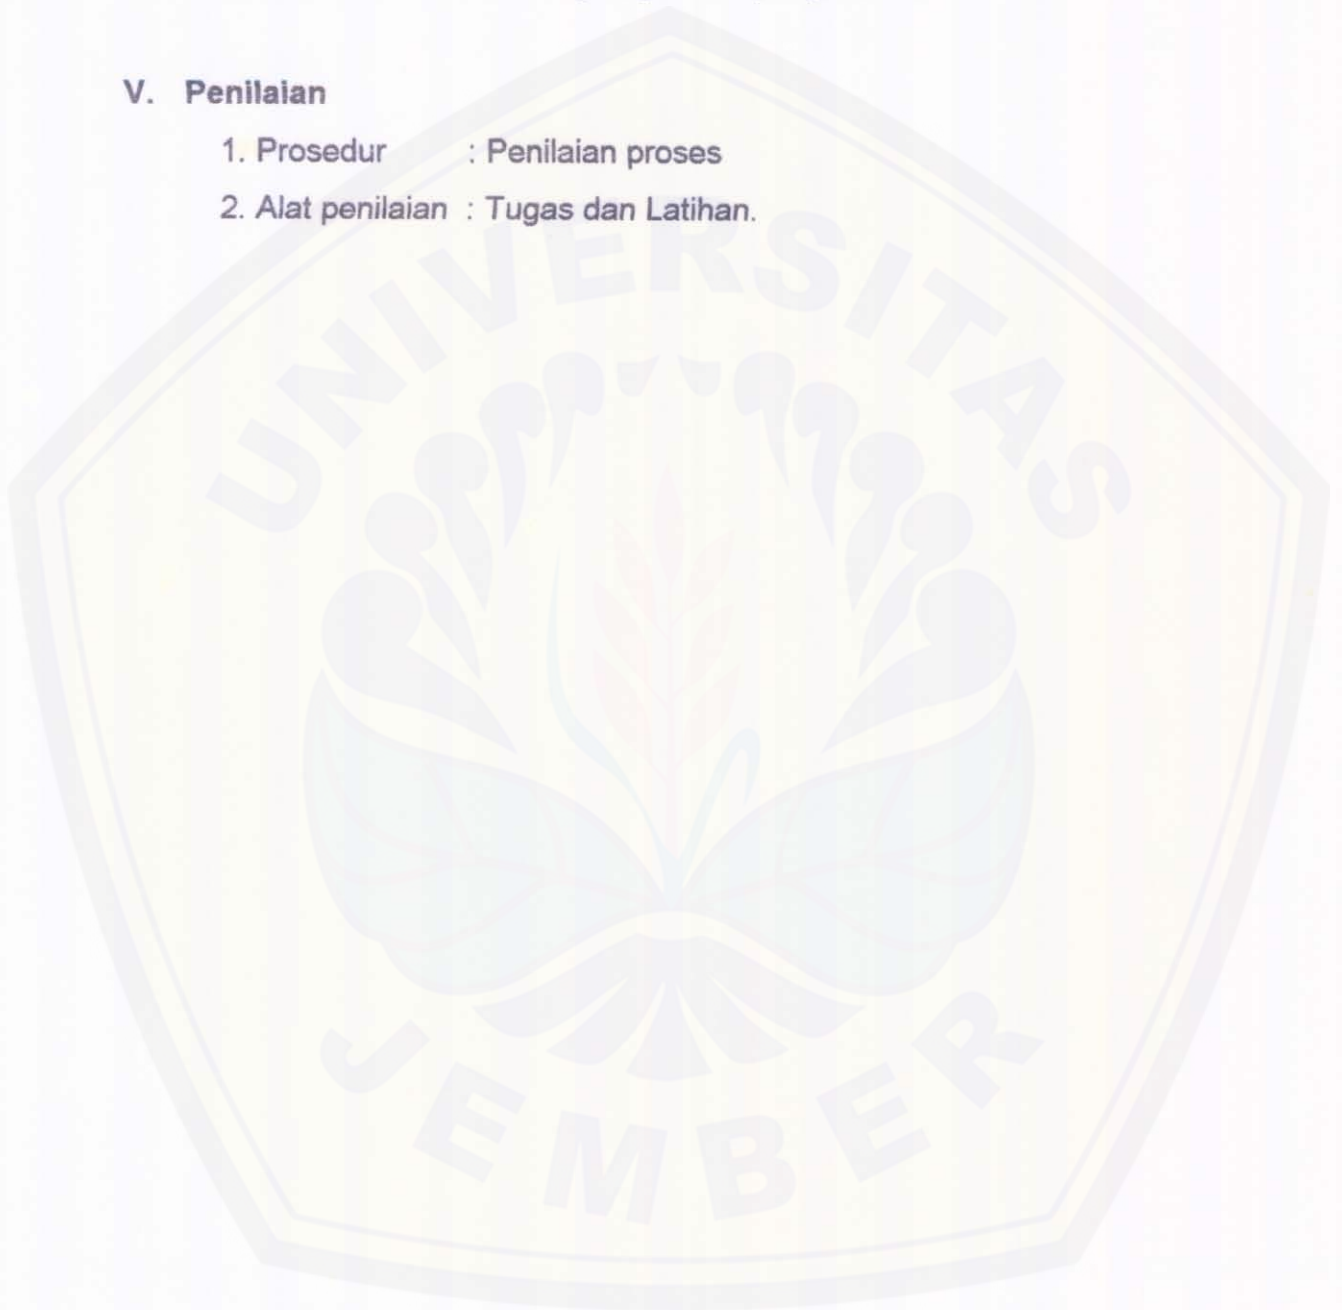 V. Penilaian
1. Prosedur : Penilaian proses
2. Alat penilaian : Tugas dan Latihan.
UNIVERSITAS
JEMBER